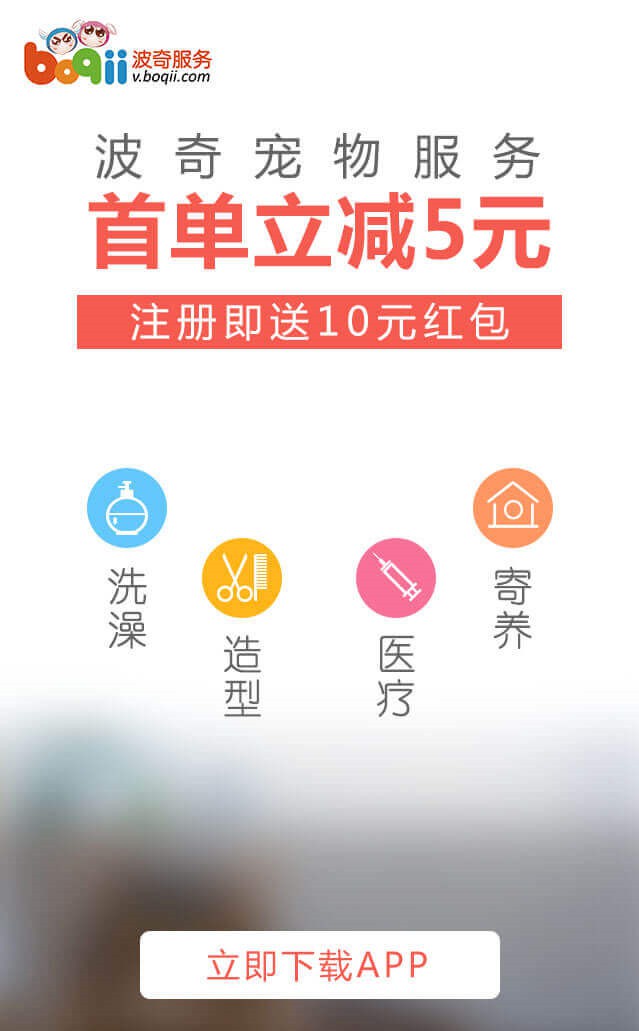 boqii 波奇服务
v.boqii.com
波奇宠物服务
首单立减5元
注册即送10元红包
洗澡
造型
医疗
寄养
立即下载APP